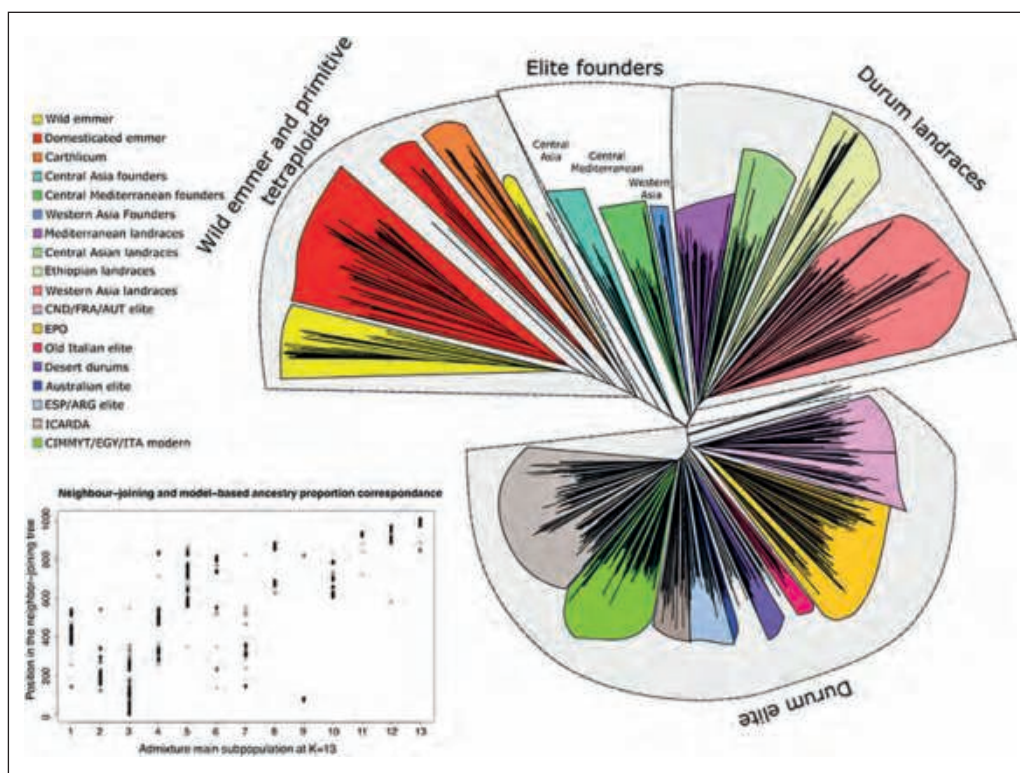 Wild emmer and primitive
tetraploids
Elite founders
Durum landraces
Central
Asia
Central
Mediterranean
Western
Asia
Wild emmer
Domesticated emmer
Carthlicum
Central Asia founders
Central Mediterranean founders
Western Asia Founders
Mediterranean landraces
Central Asian landraces
Ethiopian landraces
Western Asia landraces
CND/FRA/AUT elite
EPO
Old Italian elite
Desert durums
Australian elite
ESP/ARG elite
ICARDA
CIMMYT/EGY/ITA modern
Durum elite
Neighbour-joining and model-based ancestry proportion correspondance
Position in the neighbor-joining tree
1000
800
600
400
200
0
1 2 3 4 5 6 7 8 9 10 11 12 13
Admixture main subpopulation at K=13